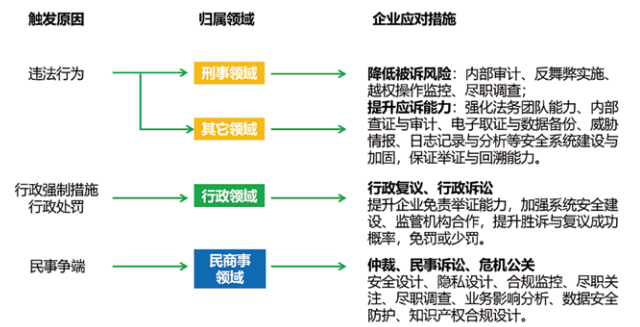 触发原因
归属领域
企业应对措施
违法行为
刑事领域
其它领域
降低被诉风险：内部审计、反舞弊实施、
越权操作监控、尽职调查；
提升应诉能力：强化法务团队能力、内部
查证与审计、电子取证与数据备份、威胁
情报、日志记录与分析等安全系统建设与
加固，保证举证与回溯能力。
行政强制措施
行政处罚
行政领域
行政复议、行政诉讼
提升企业免责举证能力，加强系统安全建
设、监管机构合作，提升胜诉与复议成功
概率，免罚或少罚。
民事争端
民商事
领域
仲裁、民事诉讼、危机公关
安全设计、隐私设计、合规监控、尽职关
注、尽职调查、业务影响分析、数据安全
防护、知识产权合规设计。